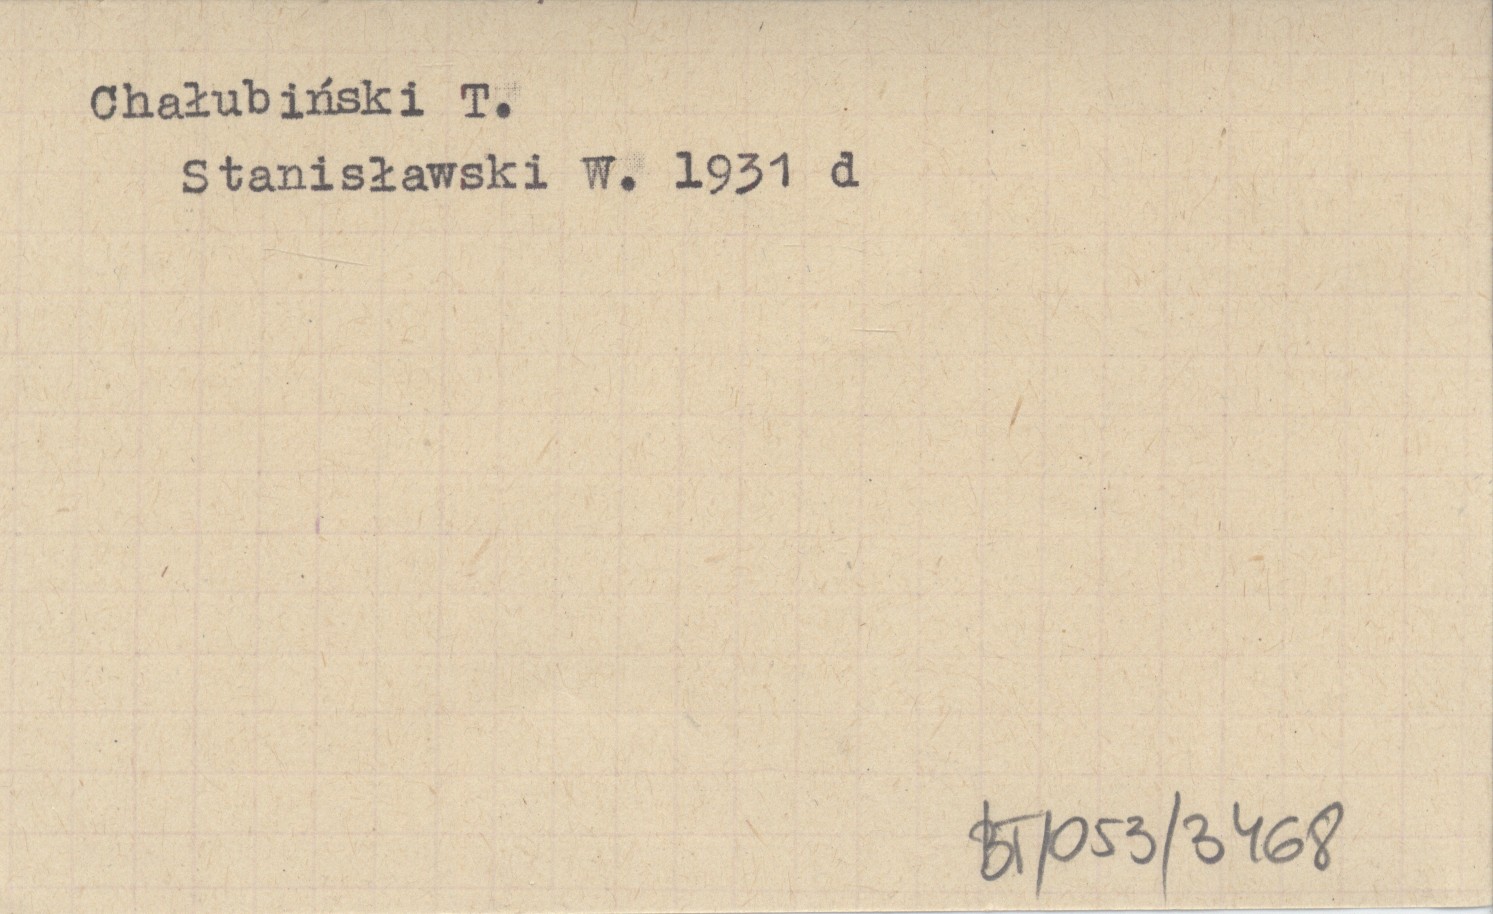 Chałubiński T.
Stanisławski W. 1931 d
BT/053/3468